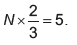 N × 2/3 = 5.